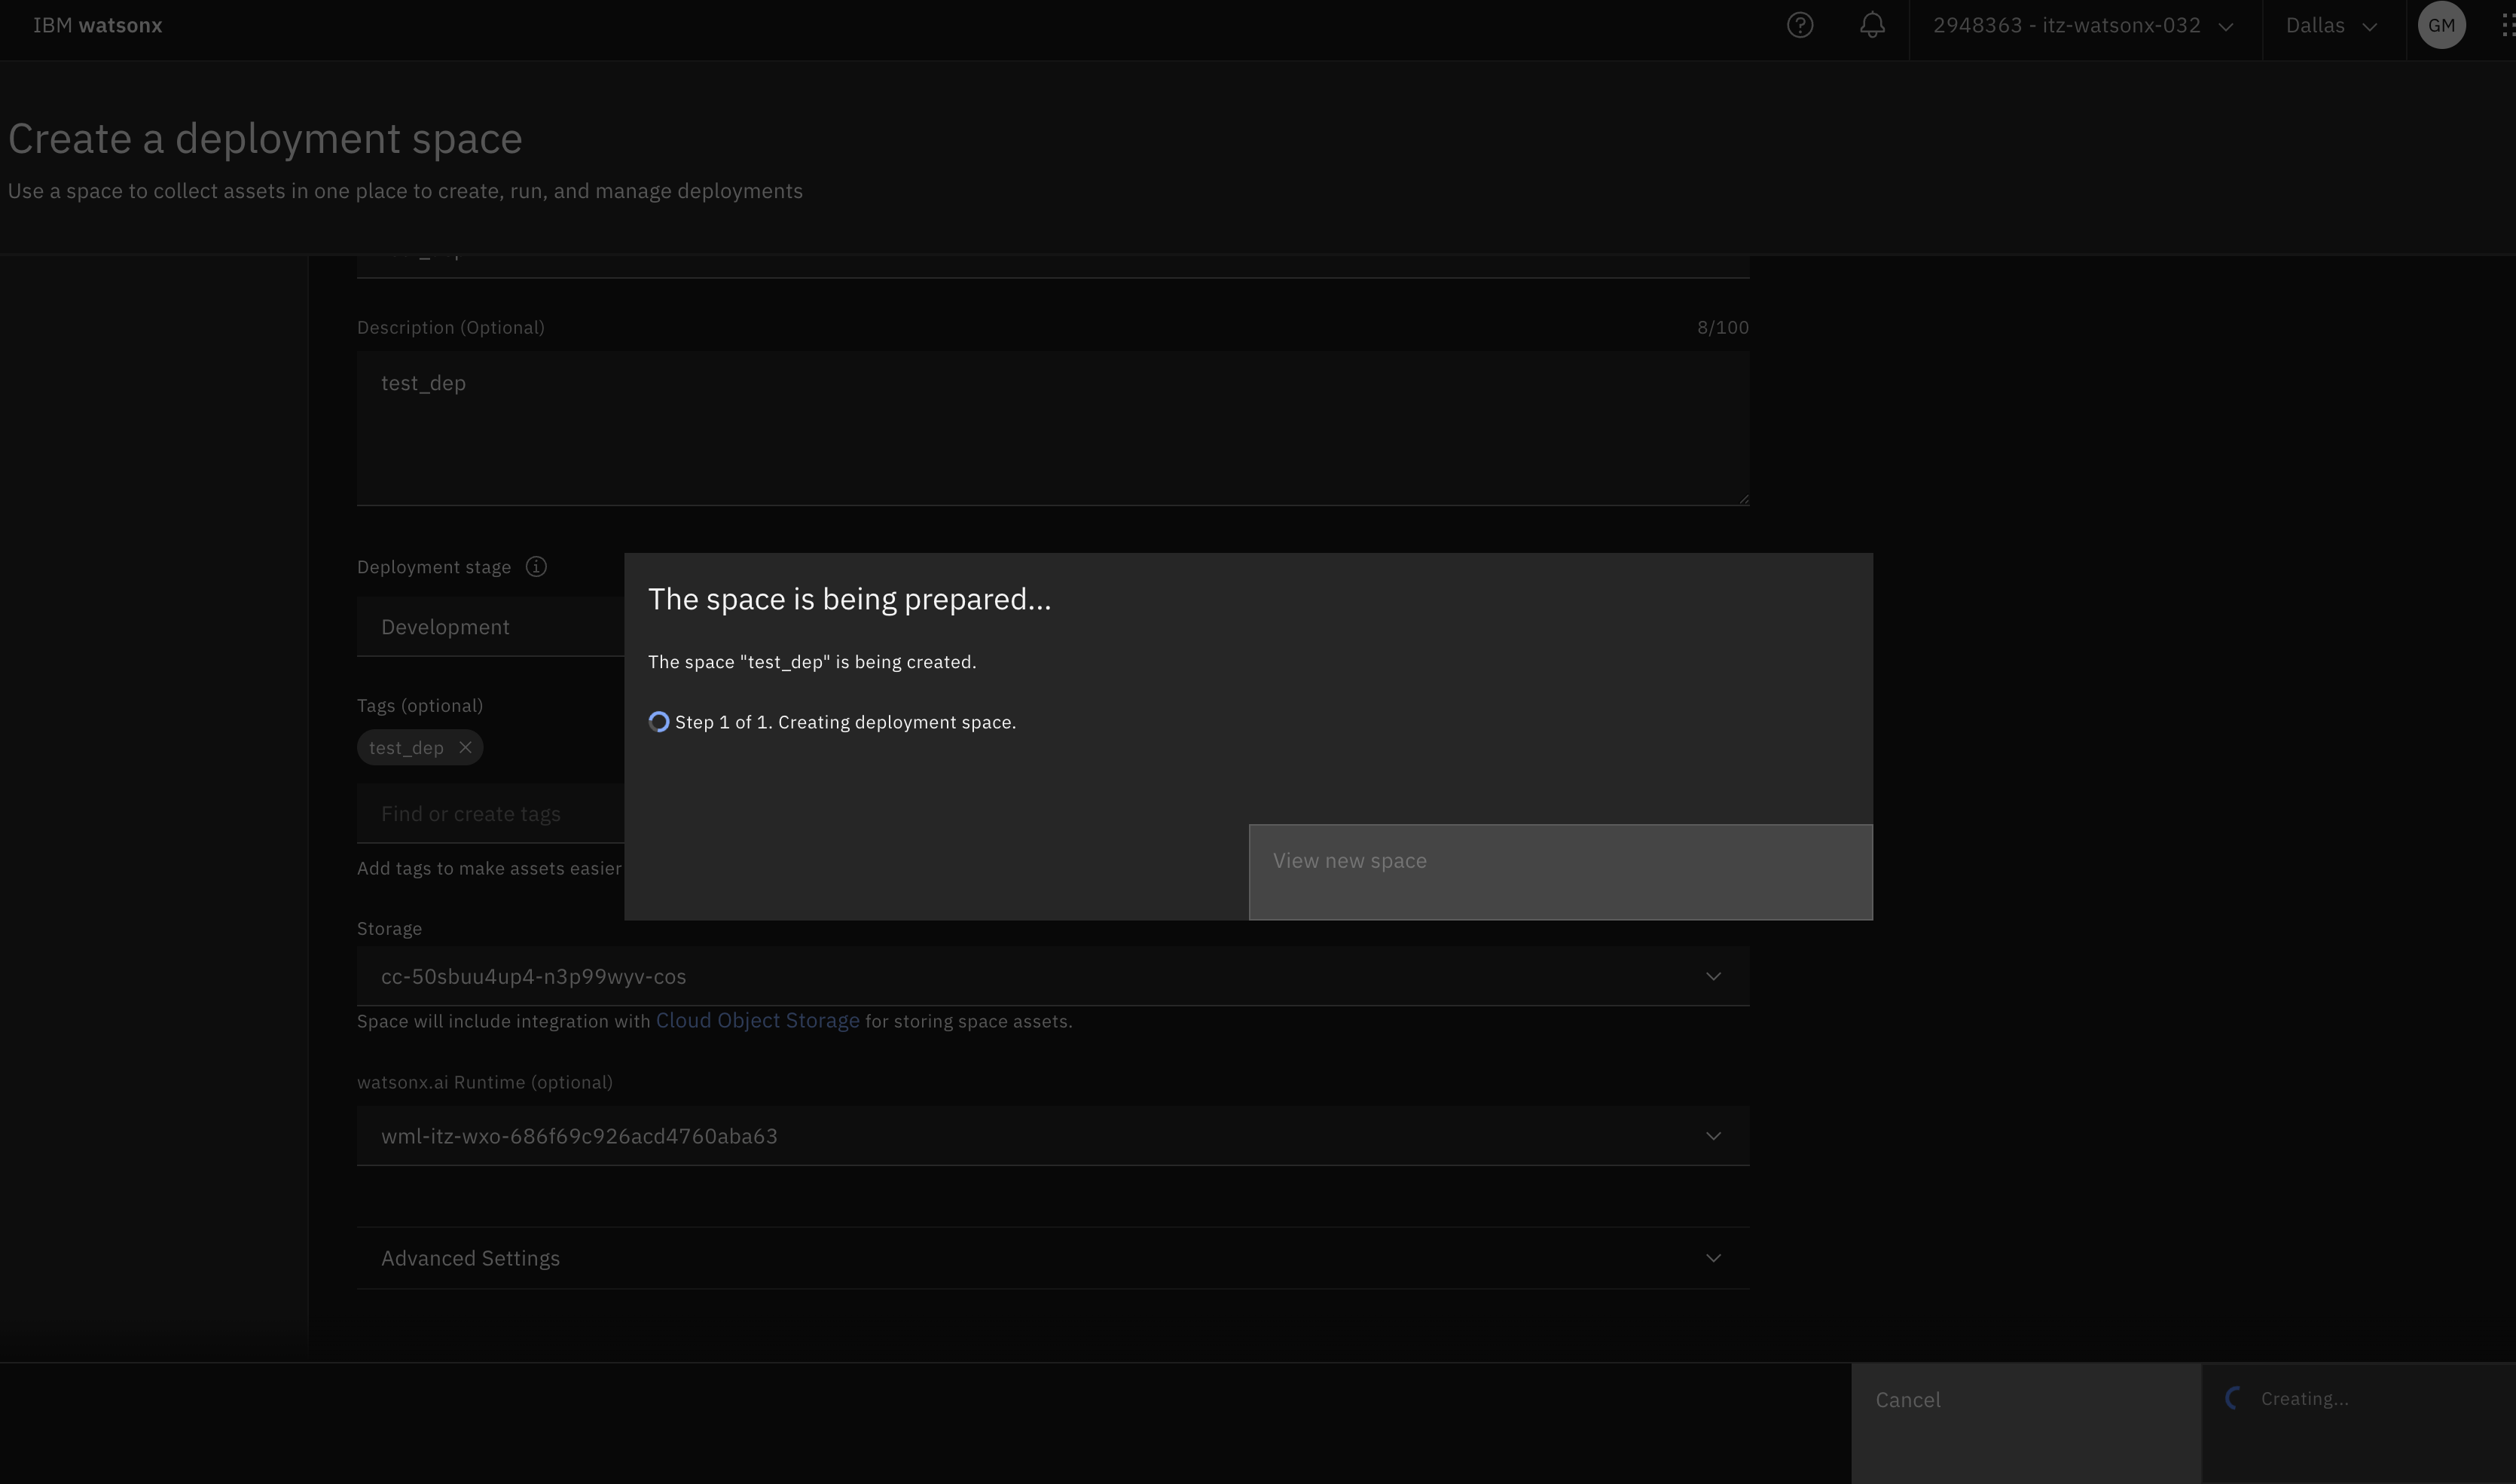 IBM watsonx
2948363 - itz-watsonx-032
Dallas
GM
Create a deployment space
Use a space to collect assets in one place to create, run, and manage deployments
Description (Optional)
8/100
test_dep
Deployment stage
Development
Tags (optional)
test_dep
Find or create tags
Add tags to make assets easier
The space is being prepared...
The space "test_dep" is being created.
Step 1 of 1. Creating deployment space.
View new space
Storage
cc-50sbuu4up4-n3p99wyv-cos
Space will include integration with Cloud Object Storage for storing space assets.
watsonx.ai Runtime (optional)
wml-itz-wxo-686f69c926acd4760aba63
Advanced Settings
Cancel
Creating...